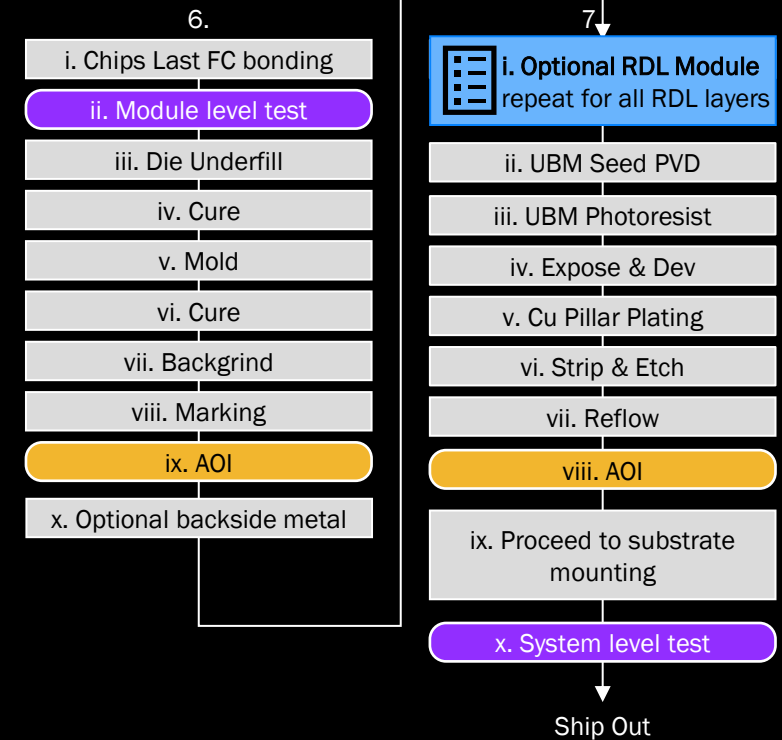 6.
i. Chips Last FC bonding
ii. Module level test
iii. Die Underfill
iv. Cure
v. Mold
vi. Cure
vii. Backgrind
viii. Marking
ix. AOI
x. Optional backside metal
7.
i. Optional RDL Module
repeat for all RDL layers
ii. UBM Seed PVD
iii. UBM Photoresist
iv. Expose & Dev
v. Cu Pillar Plating
vi. Strip & Etch
vii. Reflow
viii. AOI
ix. Proceed to substrate
mounting
x. System level test
Ship Out